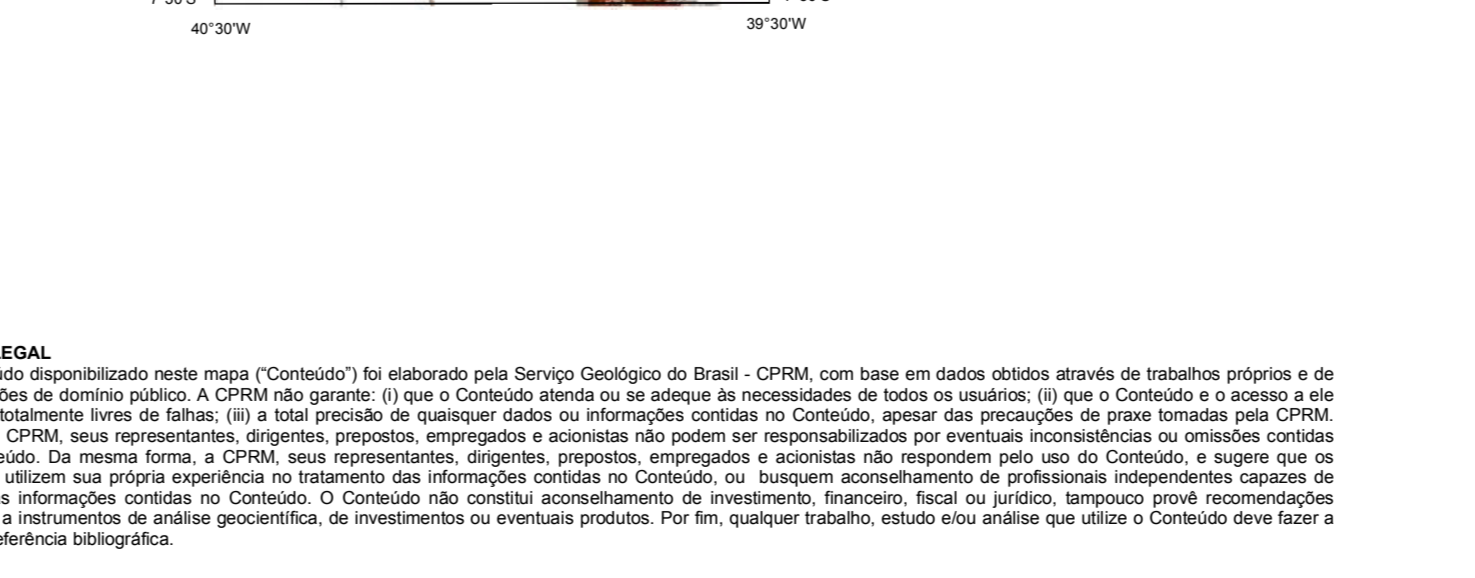 40°30'W
39°30'W
LEGAL
údo disponibilizado neste mapa (“Conteúdo”) foi elaborado pela Serviço Geológico do Brasil - CPRM, com base em dados obtidos através de trabalhos próprios e de
ções de domínio público. A CPRM não garante: (i) que o Conteúdo atenda ou se adeque às necessidades de todos os usuários; (ii) que o Conteúdo e o acesso a ele
totalmente livres de falhas; (iii) a total precisão de quaisquer dados ou informações contidas no Conteúdo, apesar das precauções de praxe tomadas pela CPRM.
CPRM, seus representantes, dirigentes, prepostos, empregados e acionistas não podem ser responsabilizados por eventuais inconsistências ou omissões contidas
eúdo. Da mesma forma, a CPRM, seus representantes, dirigentes, prepostos, empregados e acionistas não respondem pelo uso do Conteúdo, e sugere que os
utilizem sua própria experiência no tratamento das informações contidas no Conteúdo, ou busquem aconselhamento de profissionais independentes capazes de
s informações contidas no Conteúdo. O Conteúdo não constitui aconselhamento de investimento, financeiro, fiscal ou jurídico, tampouco provê recomendações
a instrumentos de análise geocientífica, de investimentos ou eventuais produtos. Por fim, qualquer trabalho, estudo e/ou análise que utilize o Conteúdo deve fazer a
eferência bibliográfica.